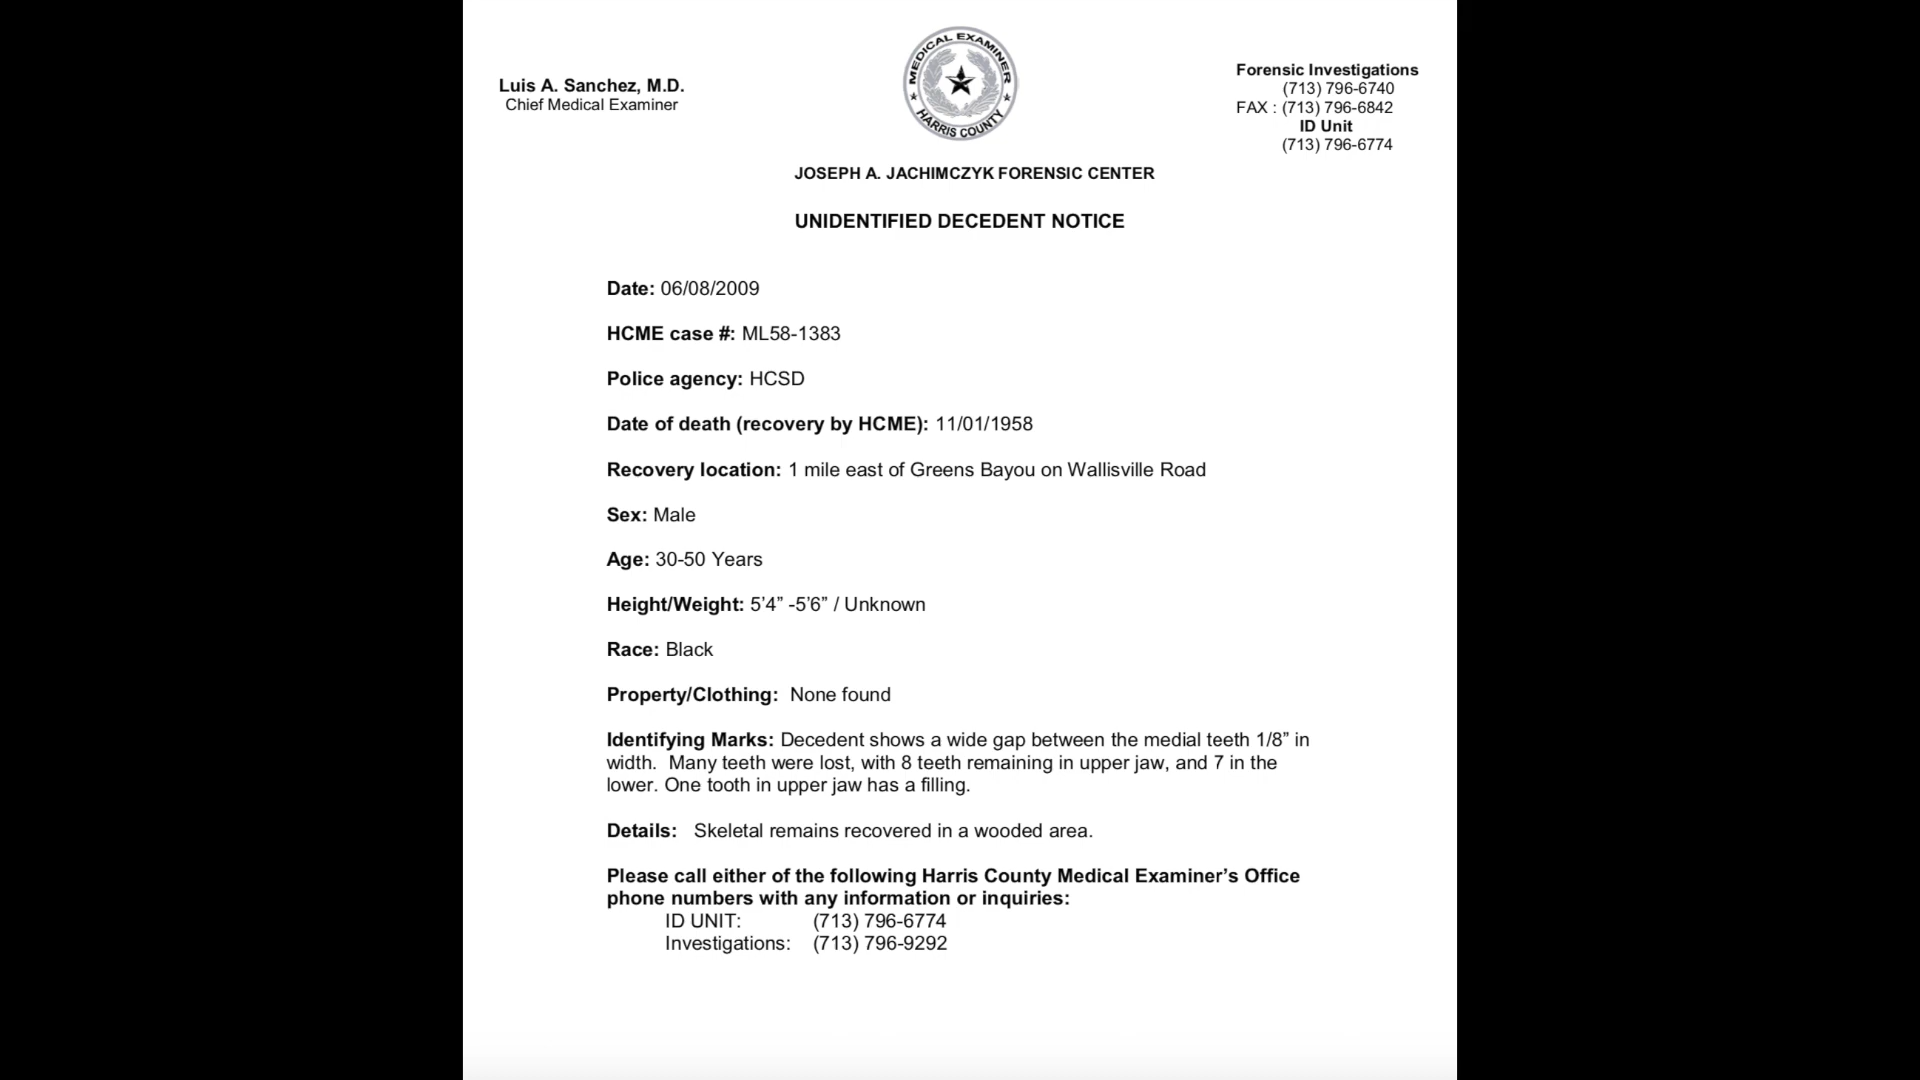 Luis A. Sanchez, M.D.
Chief Medical Examiner
MEDICAL EXAMINER
HARRIS COUNTY
Forensic Investigations
(713) 796-6740
FAX : (713) 796-6842
ID Unit
(713) 796-6774
JOSEPH A. JACHIMCZYK FORENSIC CENTER
UNIDENTIFIED DECEDENT NOTICE
Date: 06/08/2009
HCME case #: ML58-1383
Police agency: HCSD
Date of death (recovery by HCME): 11/01/1958
Recovery location: 1 mile east of Greens Bayou on Wallisville Road
Sex: Male
Age: 30-50 Years
Height/Weight: 5’4” -5’6” / Unknown
Race: Black
Property/Clothing: None found
Identifying Marks: Decedent shows a wide gap between the medial teeth 1/8” in
width. Many teeth were lost, with 8 teeth remaining in upper jaw, and 7 in the
lower. One tooth in upper jaw has a filling.
Details: Skeletal remains recovered in a wooded area.
Please call either of the following Harris County Medical Examiner’s Office
phone numbers with any information or inquiries:
ID UNIT: (713) 796-6774
Investigations: (713) 796-9292